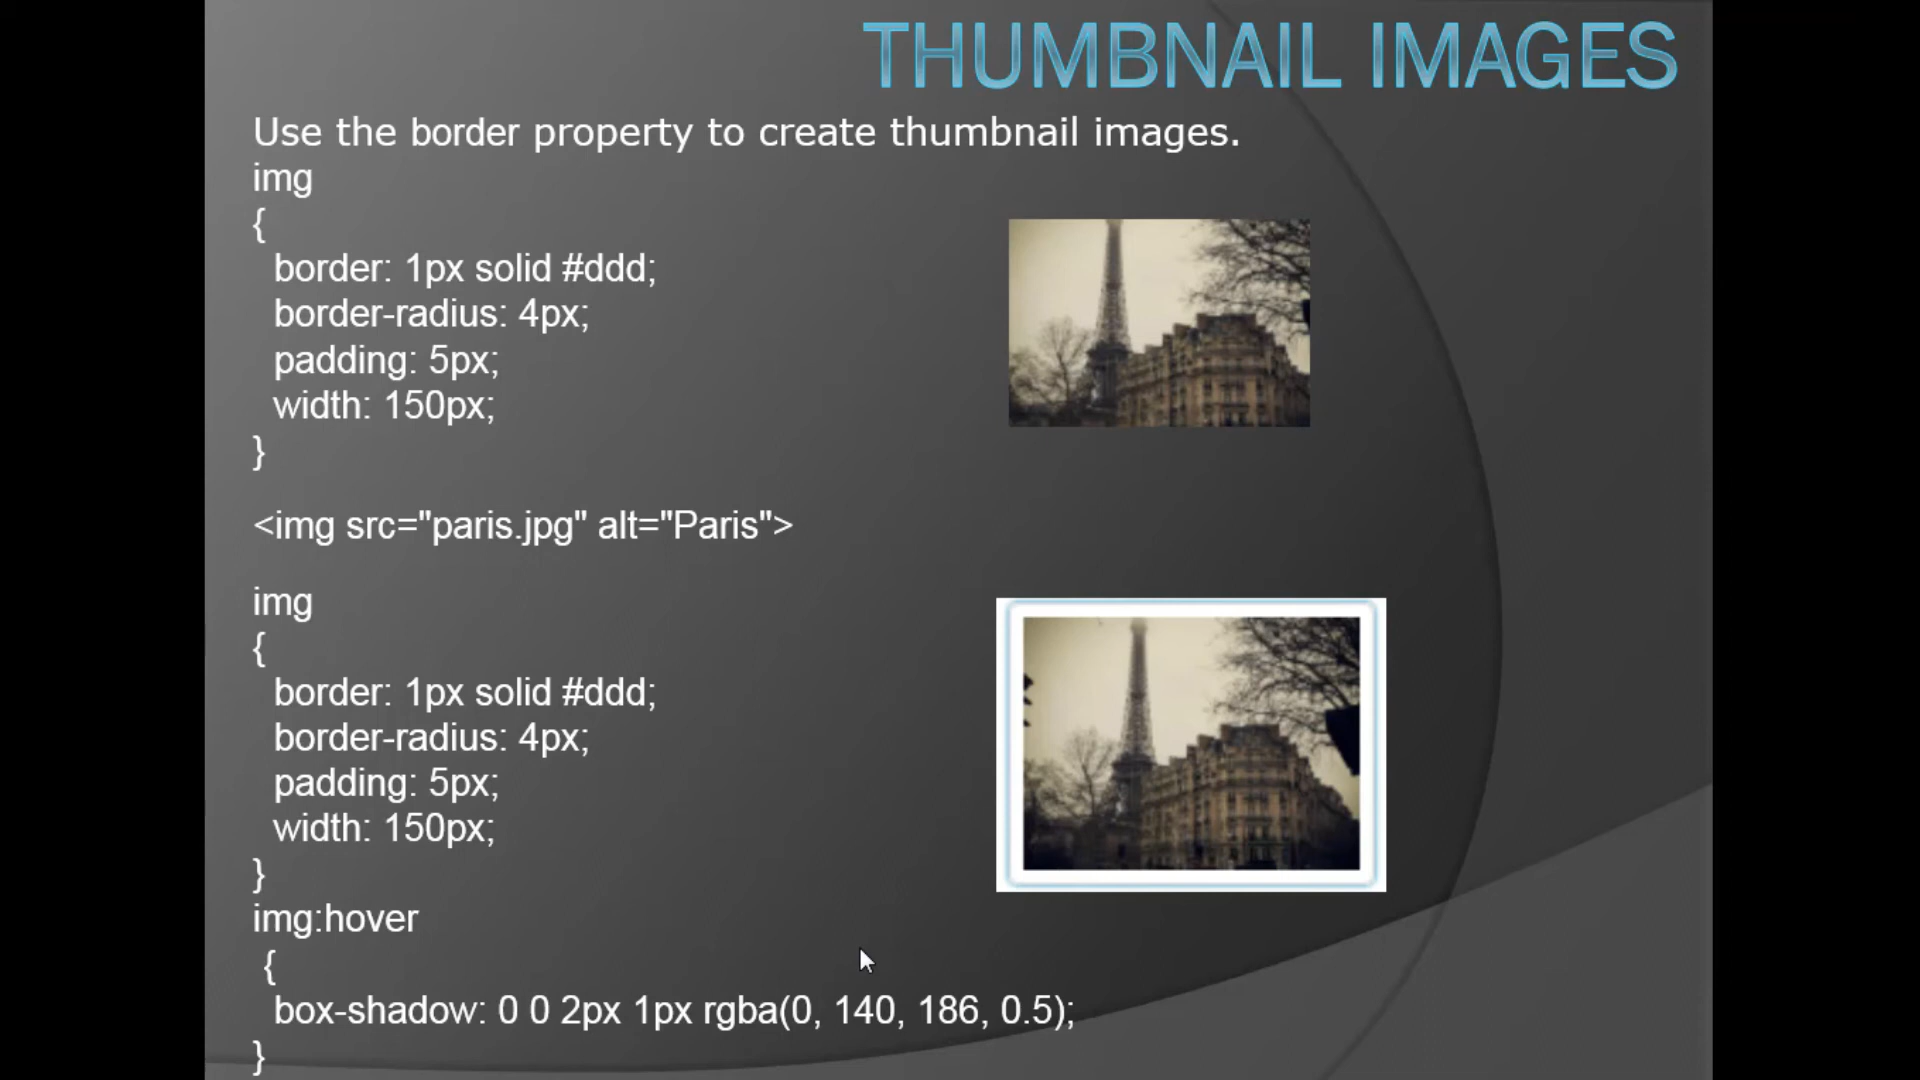 THUMBNAIL IMAGES
Use the border property to create thumbnail images.
img
{
border: 1px solid #ddd;
border-radius: 4px;
padding: 5px;
width: 150px;
}
<img src="paris.jpg" alt="Paris">
img
{
border: 1px solid #ddd;
border-radius: 4px;
padding: 5px;
width: 150px;
}
img:hover
{
box-shadow: 0 0 2px 1px rgba(0, 140, 186, 0.5);
}